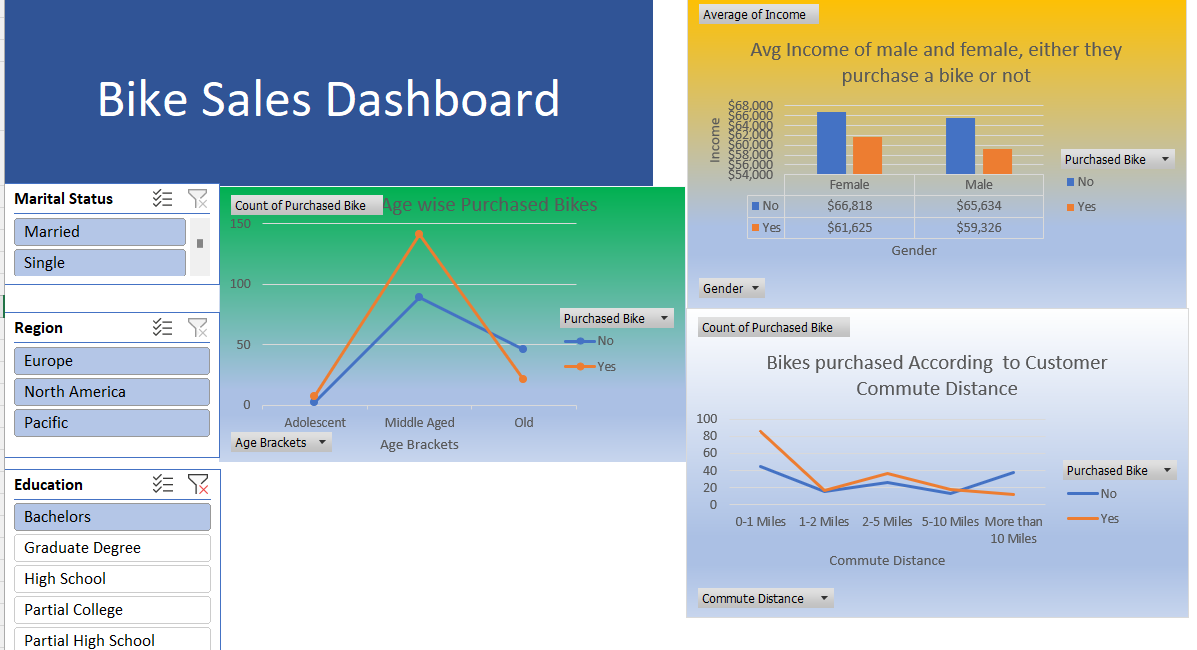 Bike Sales Dashboard
Marital Status
Married
Single
Region
Europe
North America
Pacific
Education
Bachelors
Graduate Degree
High School
Partial College
Partial High School
Count of Purchased Bike
Age wise Purchased Bikes
150
100
50
0
Adolescent Middle Aged Old
Age Brackets
Purchased Bike
No
Yes
Age Brackets
Average of Income
Avg Income of male and female, either they
purchase a bike or not
Income
$68,000
$66,000
$64,000
$62,000
$60,000
$58,000
$56,000
$54,000
Female Male
No $66,818 $65,634
Yes $61,625 $59,326
Gender
Purchased Bike
No
Yes
Gender
Count of Purchased Bike
Bikes purchased According to Customer
Commute Distance
100
80
60
40
20
0
0-1 Miles 1-2 Miles 2-5 Miles 5-10 Miles More than
10 Miles
Commute Distance
Purchased Bike
No
Yes
Commute Distance